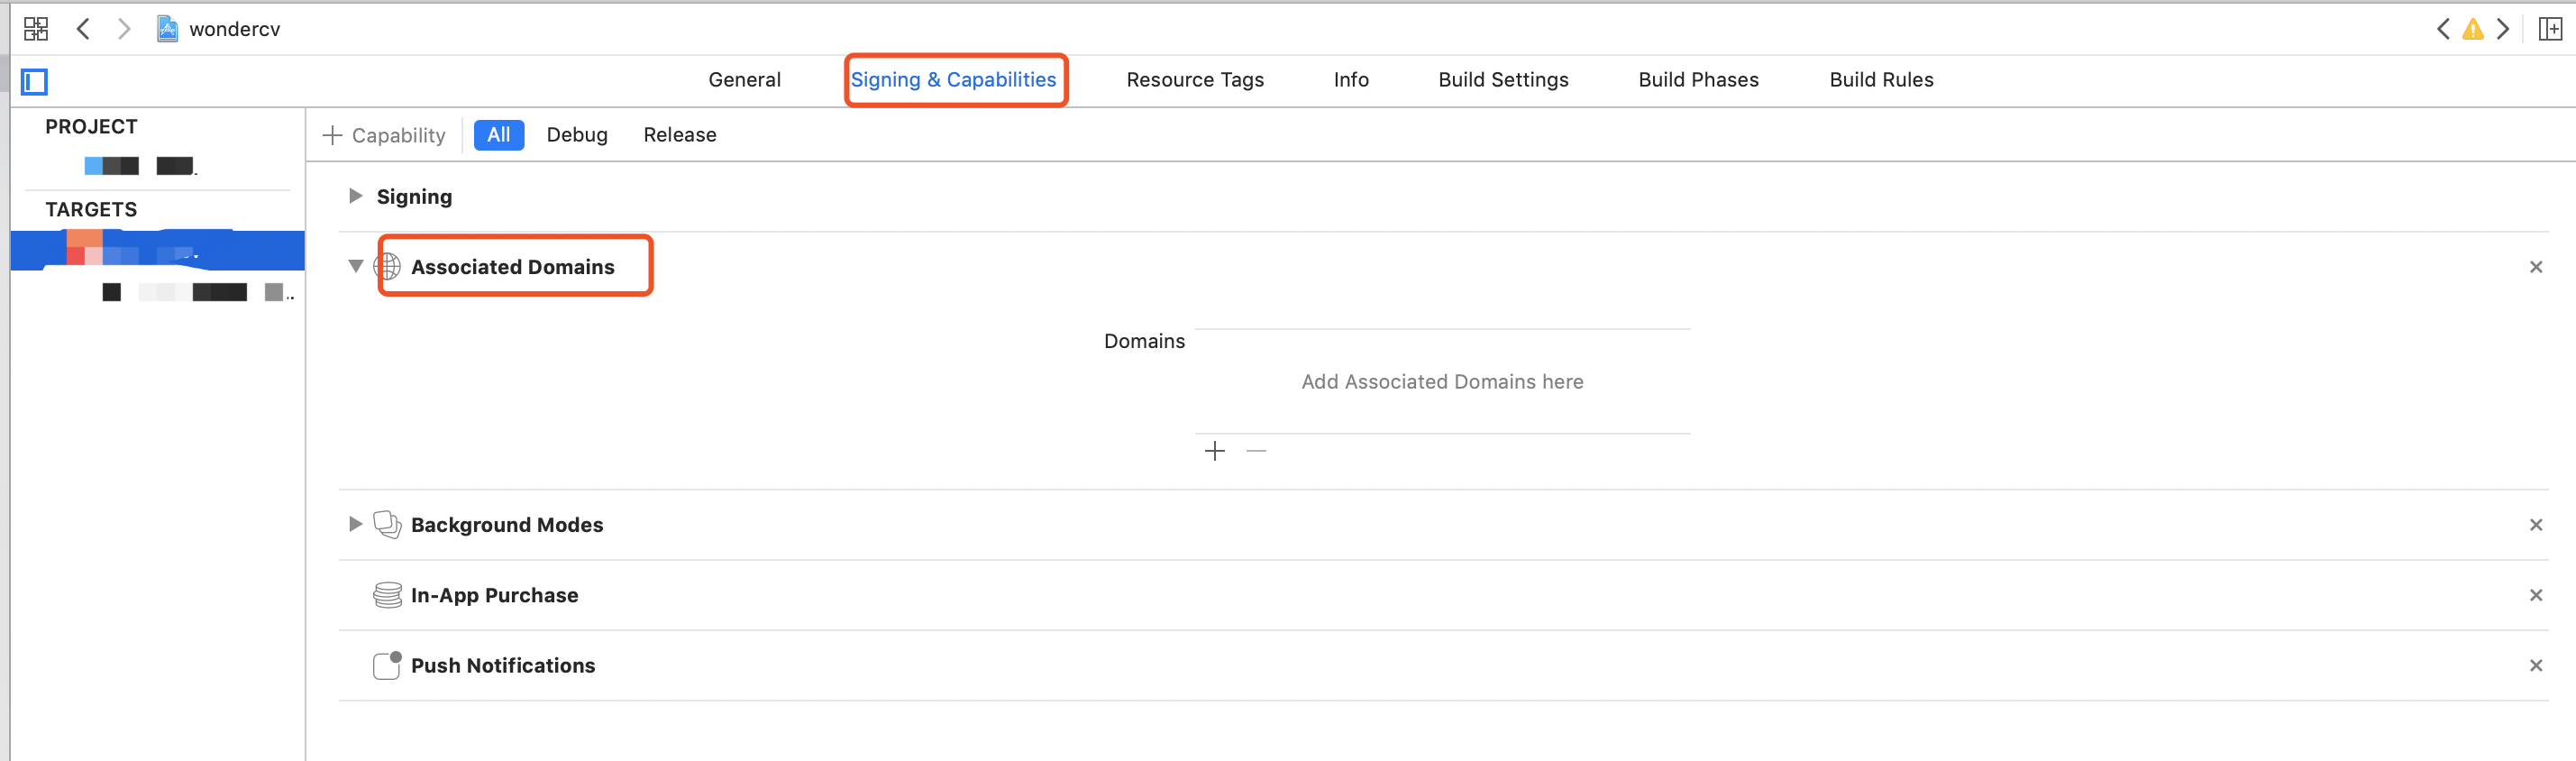 wondercv
General Signing & Capabilities Resource Tags Info Build Settings Build Phases Build Rules
PROJECT
Capability All Debug Release
TARGETS
Signing
Associated Domains
Domains
Add Associated Domains here
Background Modes
In-App Purchase
Push Notifications